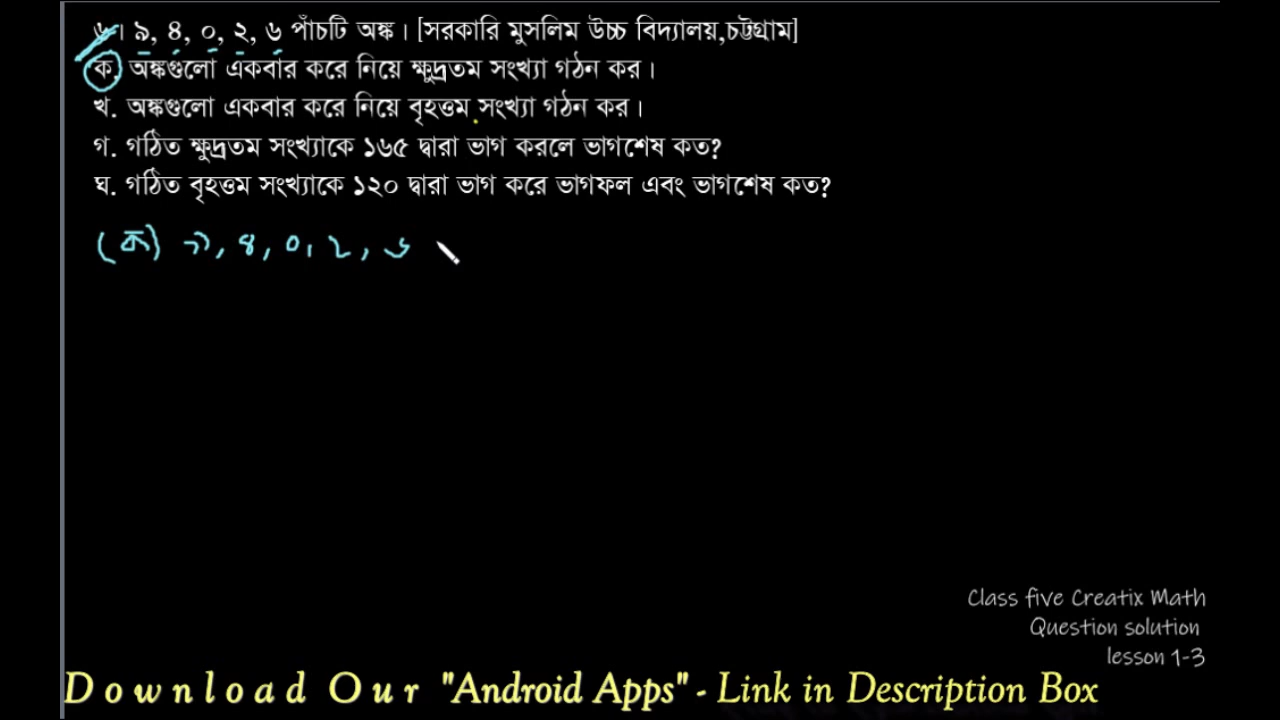 ৬। ৯, ৪, ০, ২, ৬ পাঁচটি অঙ্ক। [সরকারি মুসলিম উচ্চ বিদ্যালয়,চট্টগ্রাম]
ক. অঙ্কগুলো একবার করে নিয়ে ক্ষুদ্রতম সংখ্যা গঠন কর।
খ. অঙ্কগুলো একবার করে নিয়ে বৃহত্তম সংখ্যা গঠন কর।
গ. গঠিত ক্ষুদ্রতম সংখ্যাকে ১৬৫ দ্বারা ভাগ করলে ভাগশেষ কত?
ঘ. গঠিত বৃহত্তম সংখ্যাকে ১২০ দ্বারা ভাগ করে ভাগফল এবং ভাগশেষ কত?
(ক) ৯, ৪, ০, ২, ৬
Class five Creatix Math
Question solution
lesson 1-3
Download Our "Android Apps" - Link in Description Box